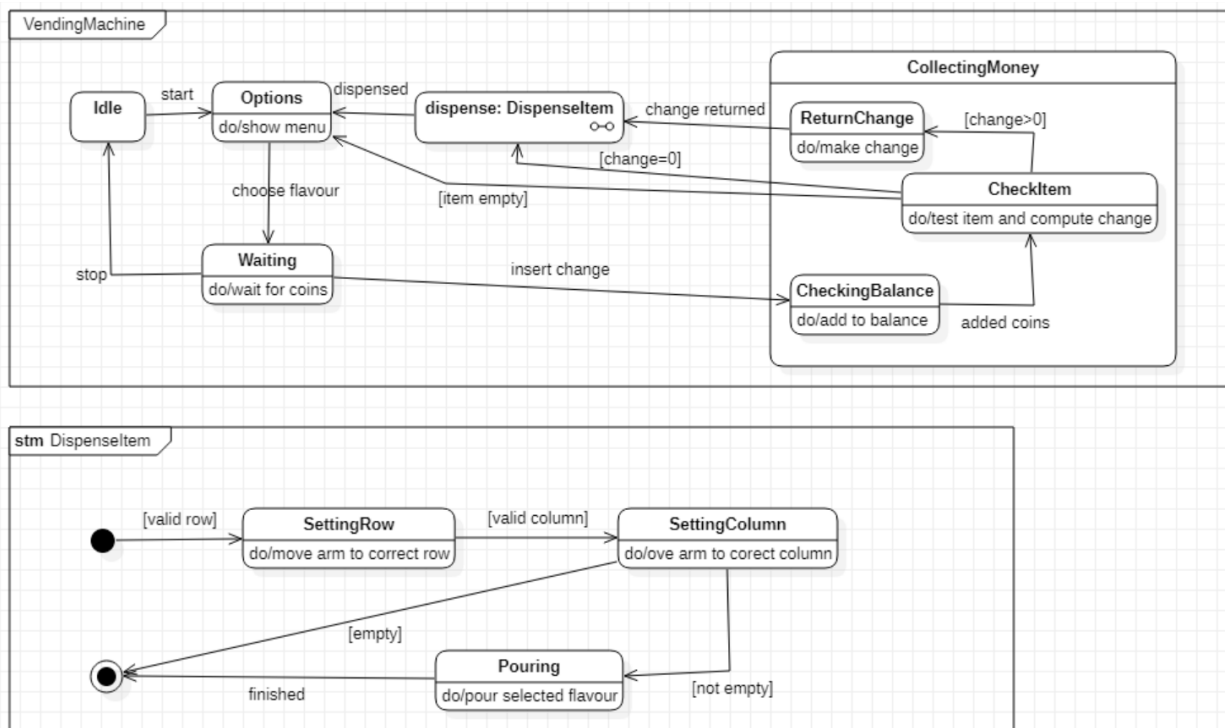 VendingMachine
CollectingMoney
Idle
start
Options
do/show menu
dispensed
dispense: DispenseItem
change returned
ReturnChange
do/make change
[change>0]
[change=0]
CheckItem
do/test item and compute change
[item empty]
choose flavour
Waiting
do/wait for coins
stop
insert change
CheckingBalance
do/add to balance
added coins
stm DispenseItem
[valid row]
SettingRow
do/move arm to correct row
[valid column]
SettingColumn
do/ove arm to corect column
[empty]
Pouring
do/pour selected flavour
finished
[not empty]